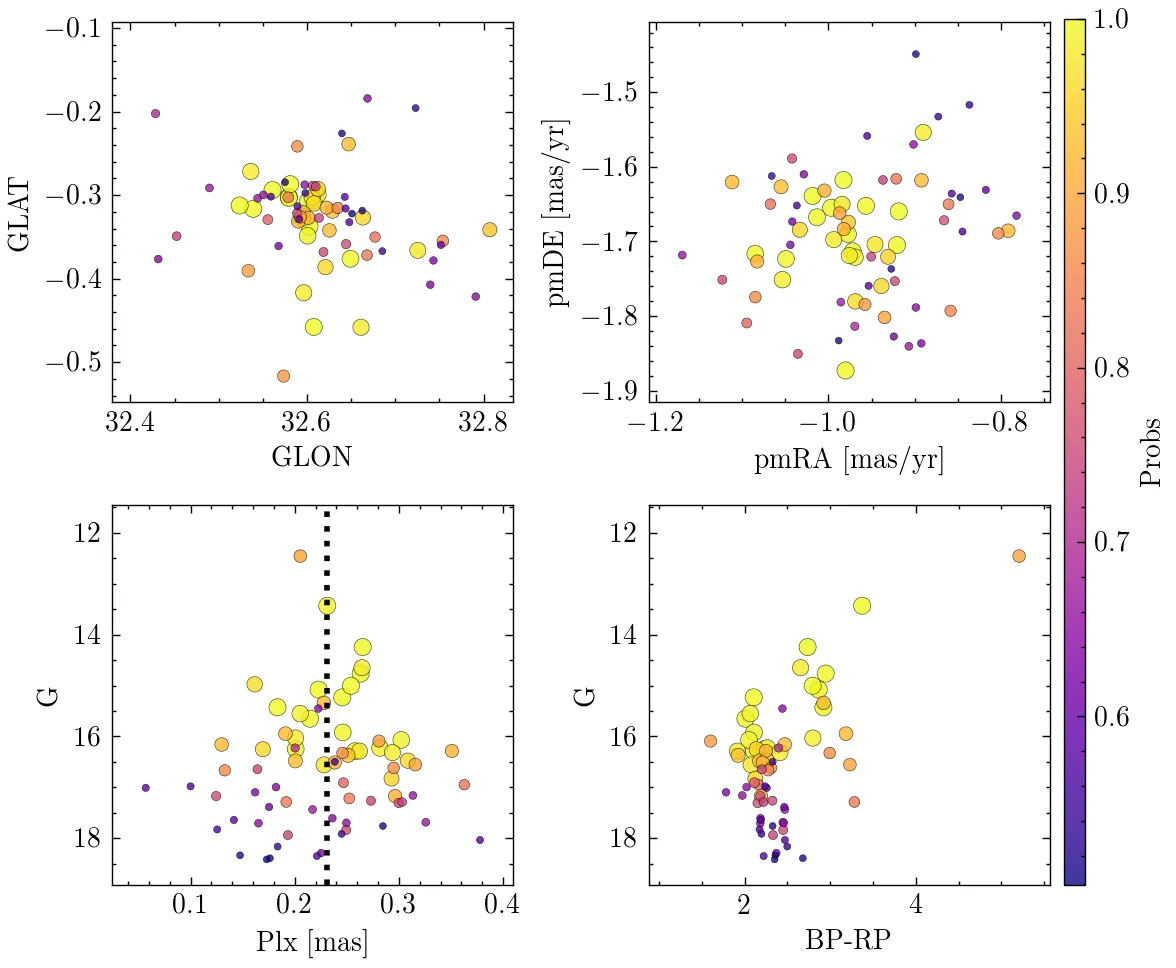 −0.1
−0.2
−0.3
−0.4
−0.5
GLAT
32.4 32.6 32.8
GLON
−1.5
−1.6
−1.7
−1.8
−1.9
pmDE [mas/yr]
−1.2 −1.0 −0.8
pmRA [mas/yr]
12
14
16
18
G
0.1 0.2 0.3 0.4
Plx [mas]
12
14
16
18
G
2 4
BP-RP
1.0
0.9
0.8
0.7
0.6
Probs